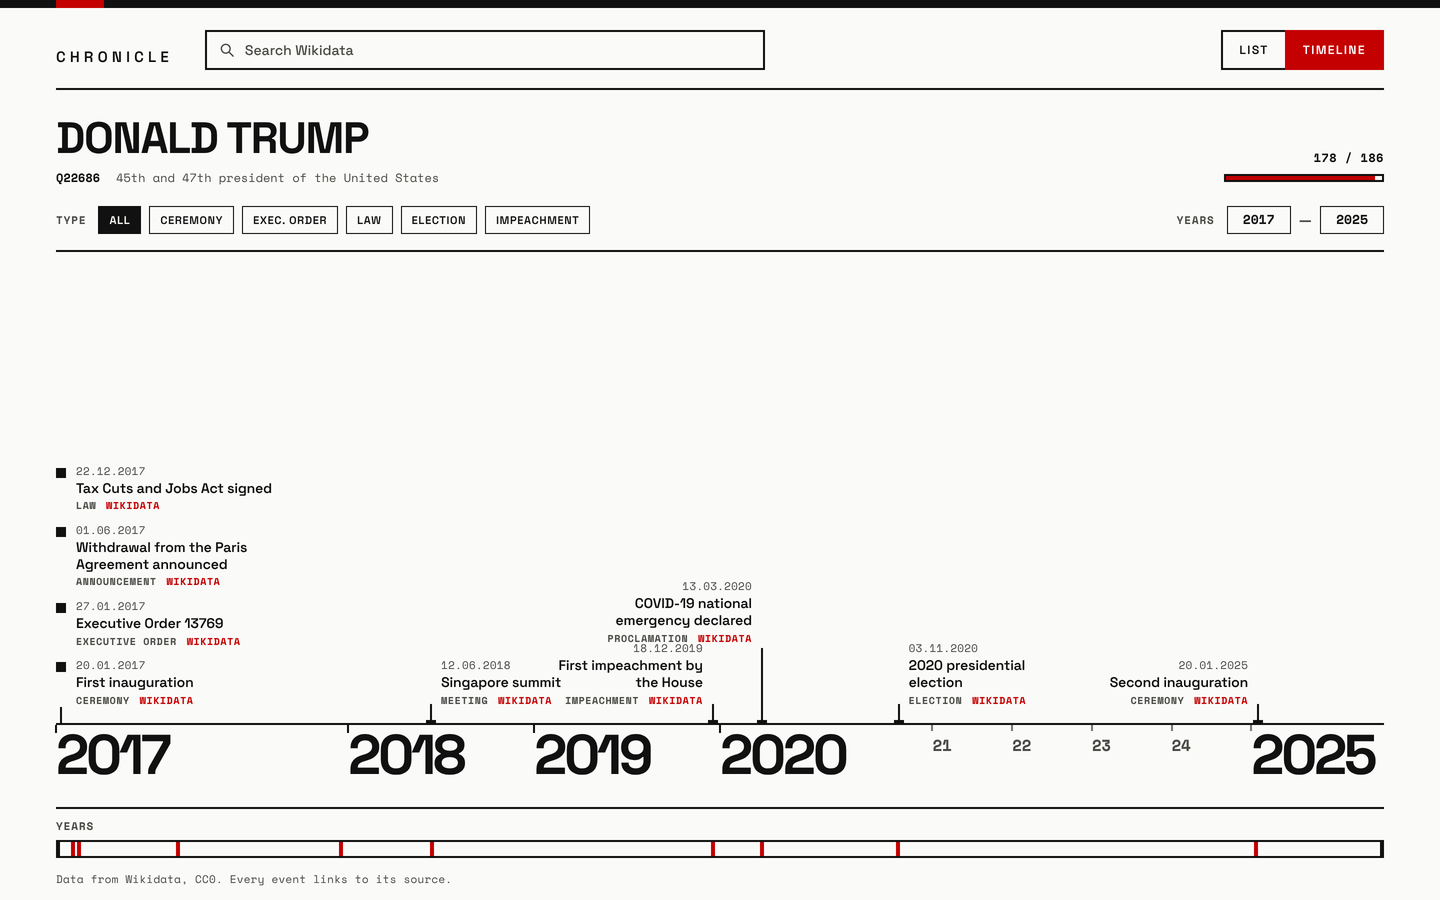 CHRONICLE
Search Wikidata
LIST
TIMELINE
DONALD TRUMP
178 / 186
Q22686 45th and 47th president of the United States
TYPE ALL CEREMONY EXEC. ORDER LAW ELECTION IMPEACHMENT
YEARS 2017 — 2025
22.12.2017
Tax Cuts and Jobs Act signed
LAW WIKIDATA
01.06.2017
Withdrawal from the Paris
Agreement announced
ANNOUNCEMENT WIKIDATA
27.01.2017
Executive Order 13769
EXECUTIVE ORDER WIKIDATA
20.01.2017
First inauguration
CEREMONY WIKIDATA
12.06.2018
Singapore summit
MEETING WIKIDATA
13.03.2020
COVID-19 national
emergency declared
PROCLAMATION WIKIDATA
18.12.2019
First impeachment by
the House
IMPEACHMENT WIKIDATA
03.11.2020
2020 presidential
election
ELECTION WIKIDATA
20.01.2025
Second inauguration
CEREMONY WIKIDATA
2017 2018 2019 2020 21 22 23 24 2025
YEARS
Data from Wikidata, CC0. Every event links to its source.